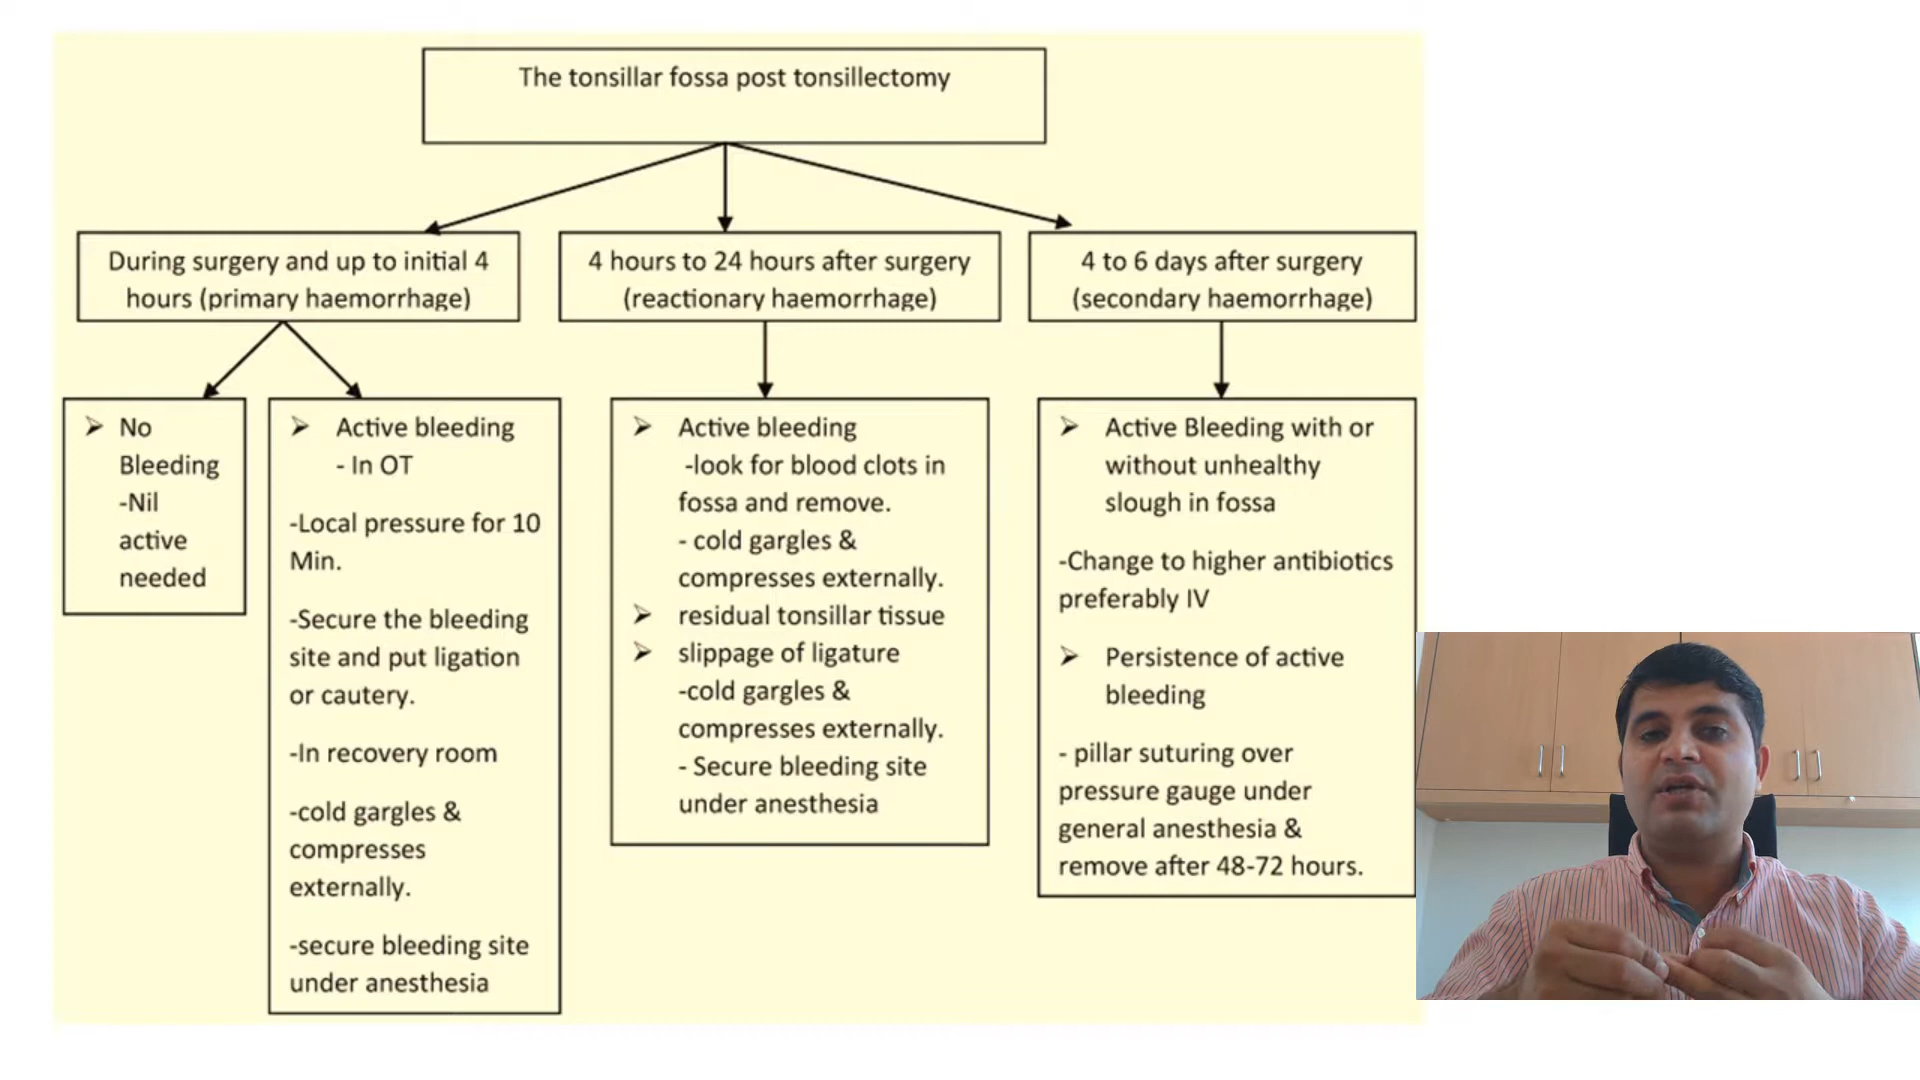 The tonsillar fossa post tonsillectomy
During surgery and up to initial 4
hours (primary haemorrhage)
4 hours to 24 hours after surgery
(reactionary haemorrhage)
4 to 6 days after surgery
(secondary haemorrhage)
➢ No
Bleeding
-Nil
active
needed
➢ Active bleeding
- In OT
-Local pressure for 10
Min.
-Secure the bleeding
site and put ligation
or cautery.
-In recovery room
-cold gargles &
compresses
externally.
-secure bleeding site
under anesthesia
➢ Active bleeding
-look for blood clots in
fossa and remove.
- cold gargles &
compresses externally.
➢ residual tonsillar tissue
➢ slippage of ligature
-cold gargles &
compresses externally.
- Secure bleeding site
under anesthesia
➢ Active Bleeding with or
without unhealthy
slough in fossa
-Change to higher antibiotics
preferably IV
➢ Persistence of active
bleeding
- pillar suturing over
pressure gauge under
general anesthesia &
remove after 48-72 hours.